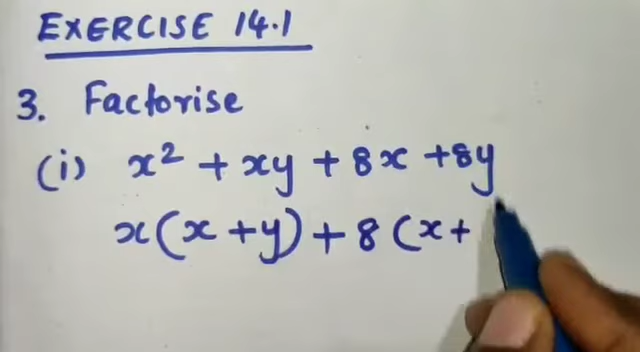 EXERCISE 14.1
3. Factorise
(i) x² + xy + 8x + 8y
x(x + y) + 8 (x +